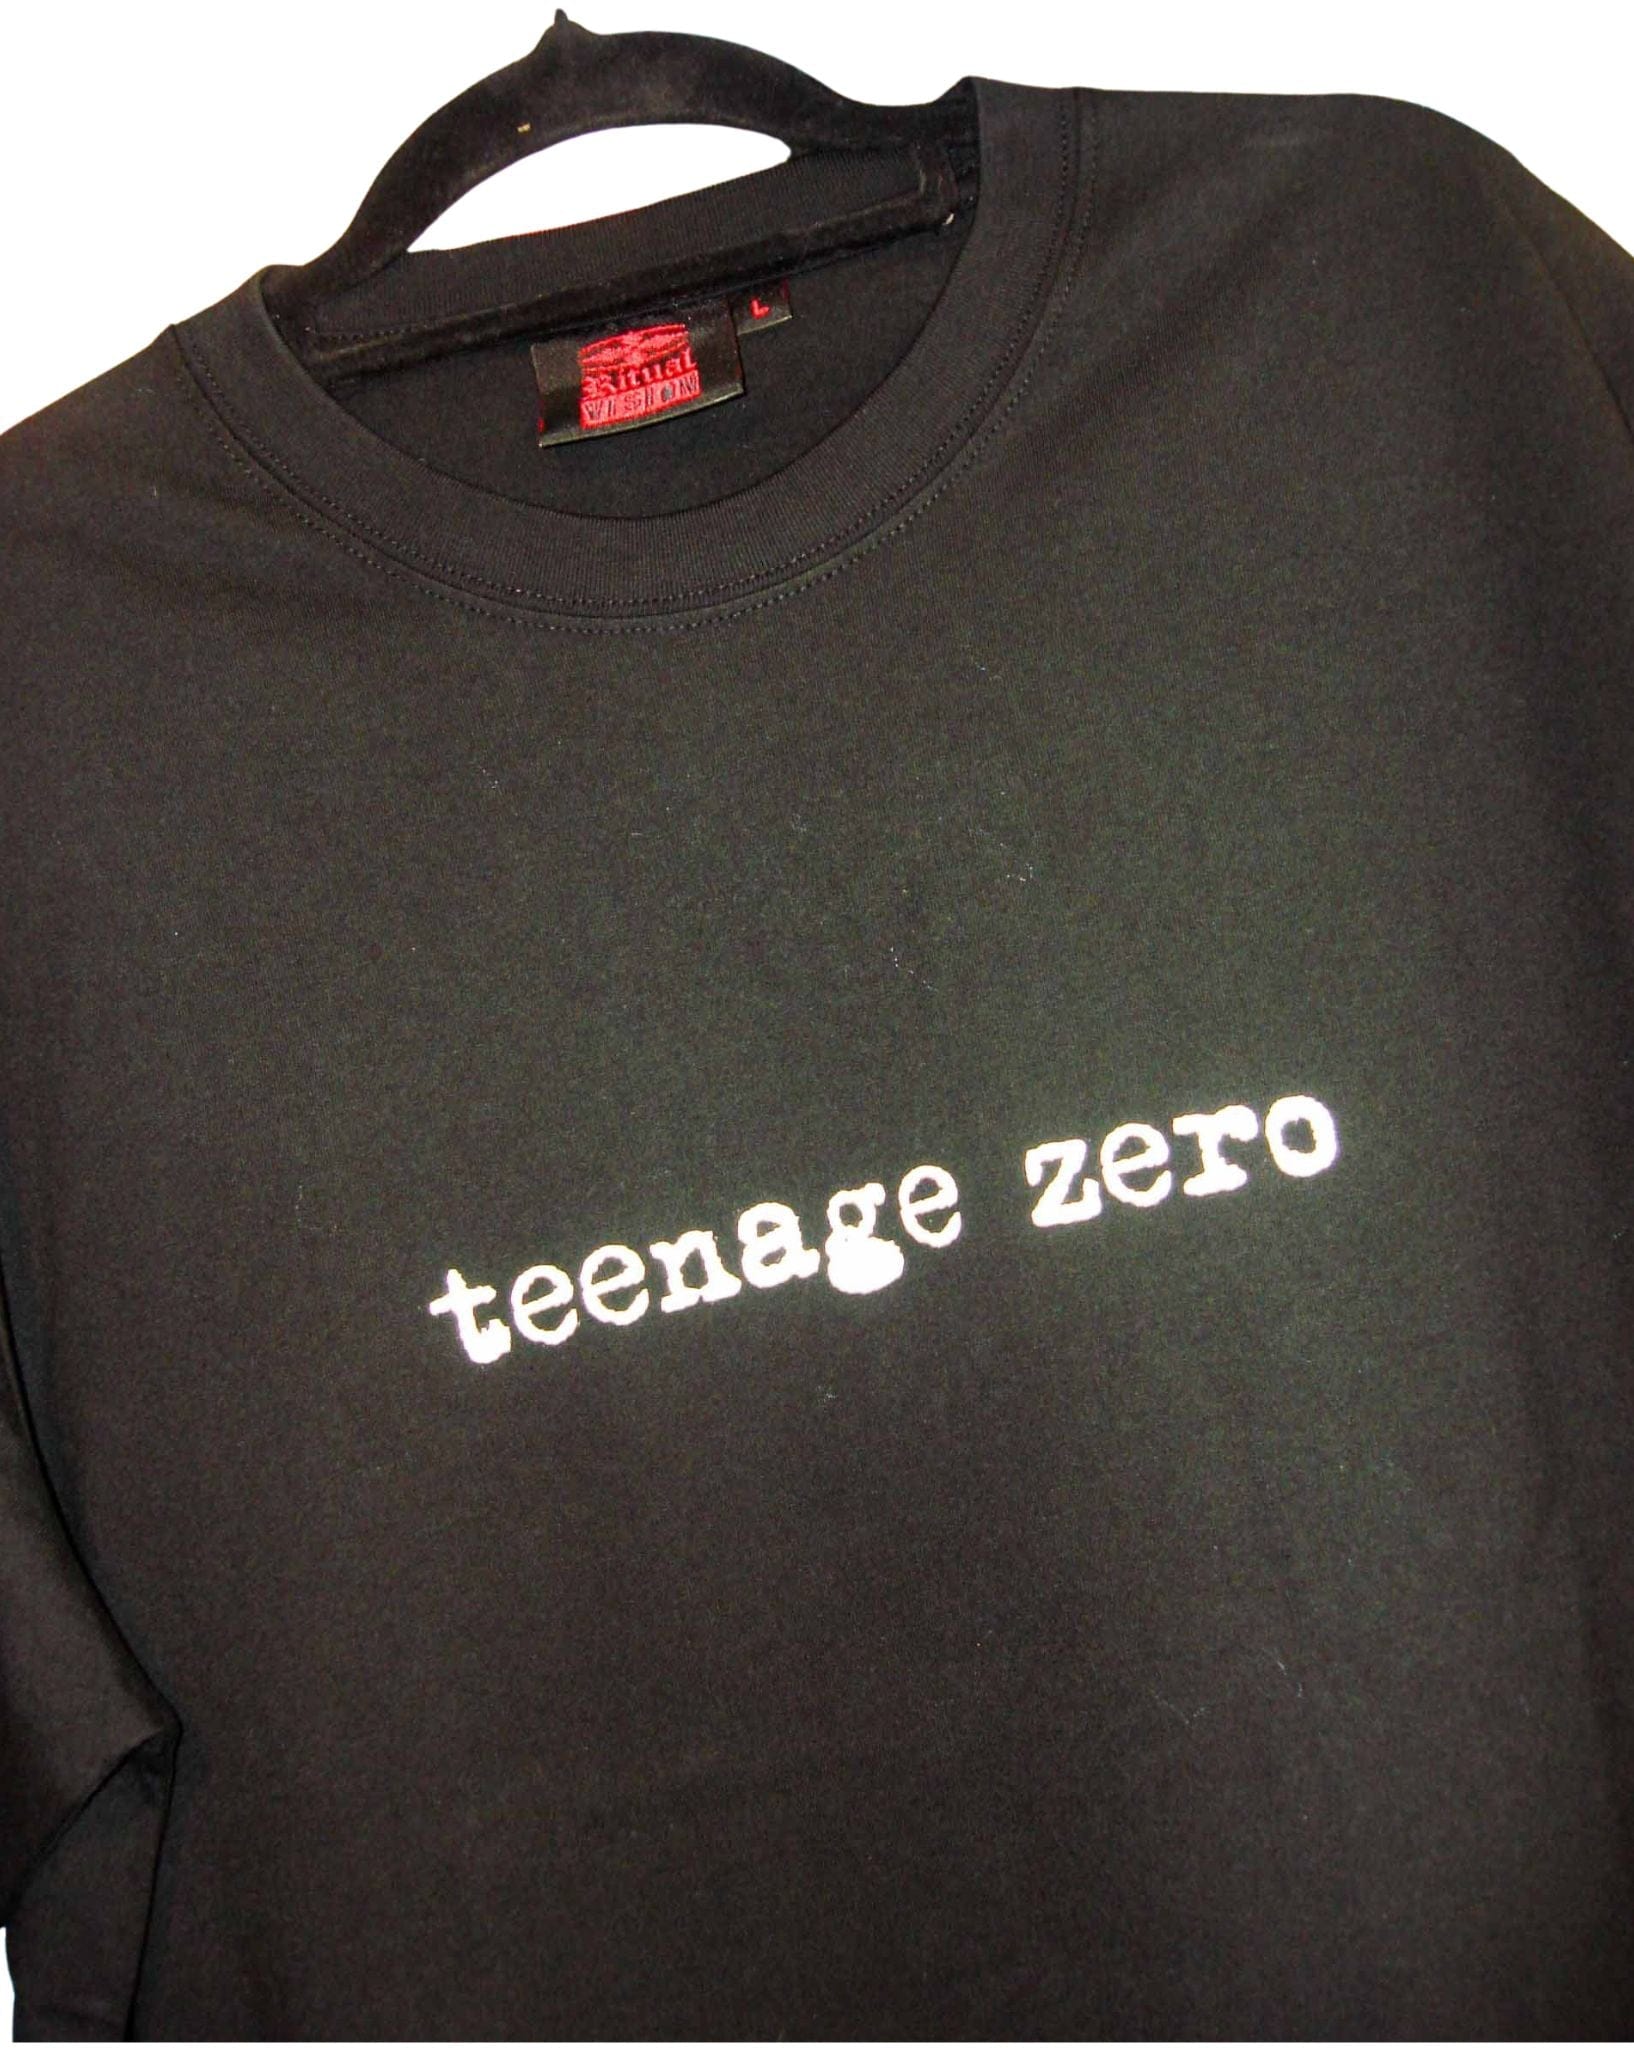 L
Ritual
VISION
teenage zero